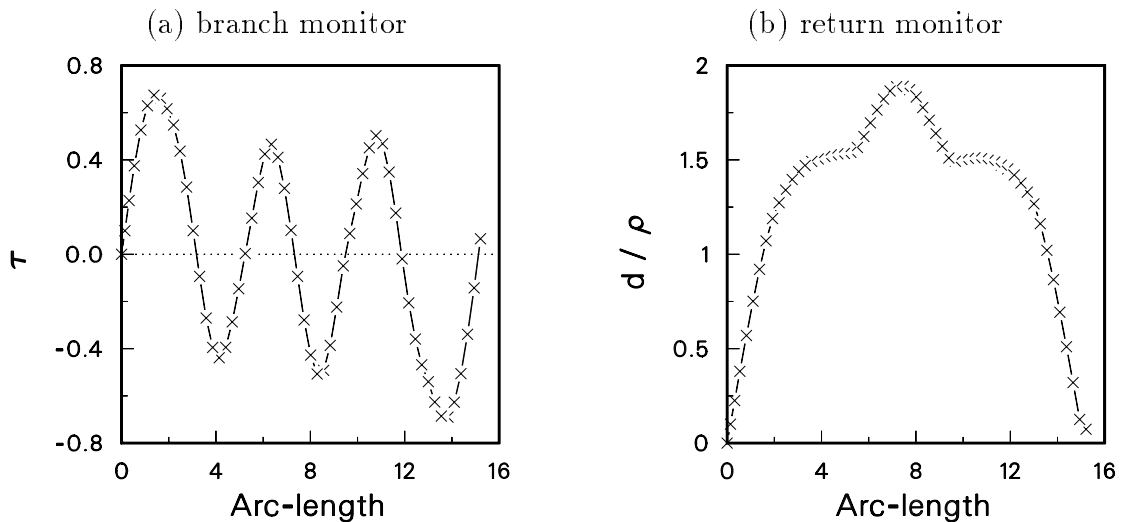 (a) branch monitor
0.8
0.4
0.0
-0.4
-0.8
τ
0 4 8 12 16
Arc-length
(b) return monitor
2
1.5
1
0.5
0
d / ρ
0 4 8 12 16
Arc-length